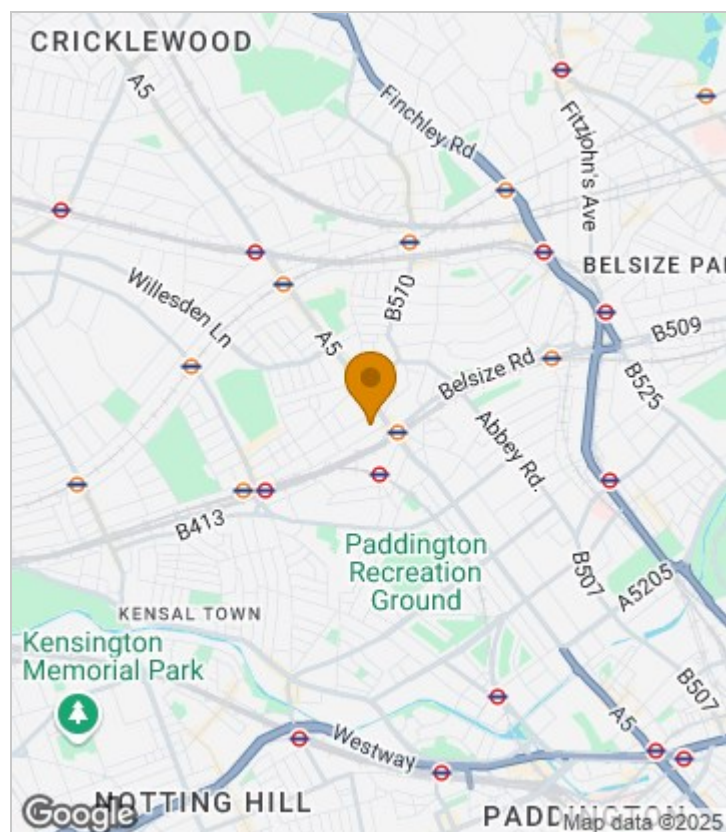 CRICKLEWOOD
A5
Finchley Rd
Fitzjohn's Ave
BELSIZE PA
Willesden Ln
B510
A5
B509
Belsize Rd
B525
Abbey Rd.
B413
Paddington
Recreation
Ground
B507
A5205
KENSAL TOWN
Kensington
Memorial Park
B507
A5
Westway
NOTTING HILL
PADDINGTON
Google
Map data ©2025